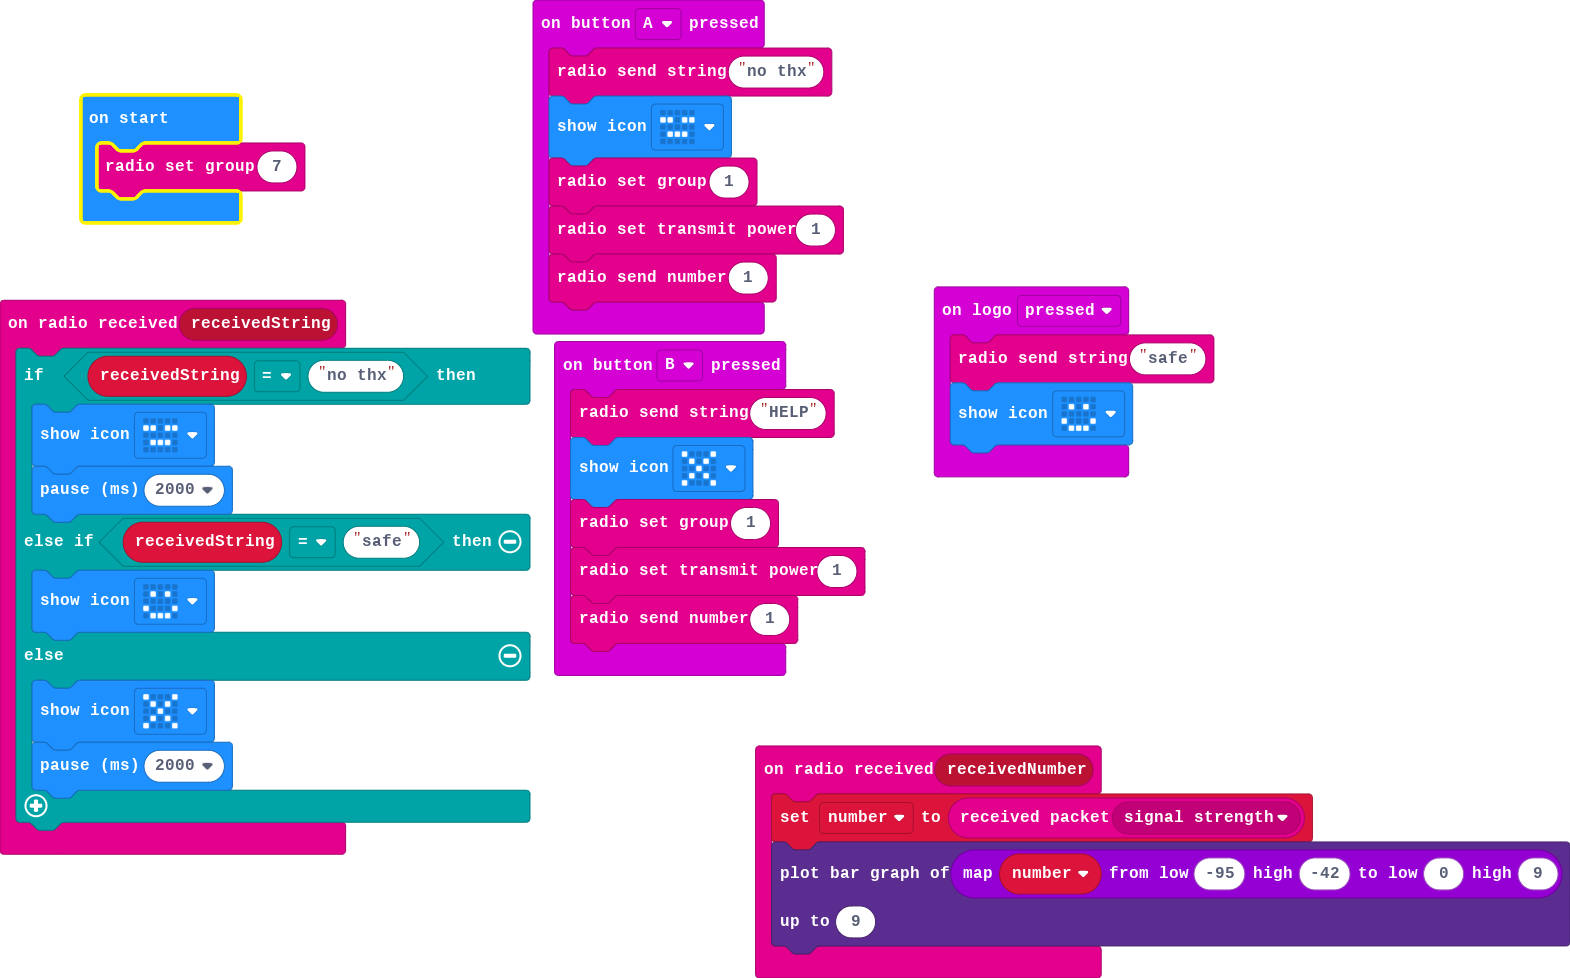 on start
radio set group 7
on button A pressed
radio send string "no thx"
show icon
radio set group 1
radio set transmit power 1
radio send number 1
on radio received receivedString
if receivedString = "no thx" then
show icon
pause (ms) 2000
else if receivedString = "safe" then
show icon
else
show icon
pause (ms) 2000
on button B pressed
radio send string "HELP"
show icon
radio set group 1
radio set transmit power 1
radio send number 1
on logo pressed
radio send string "safe"
show icon
on radio received receivedNumber
set number to received packet signal strength
plot bar graph of map number from low -95 high -42 to low 0 high 9
up to 9